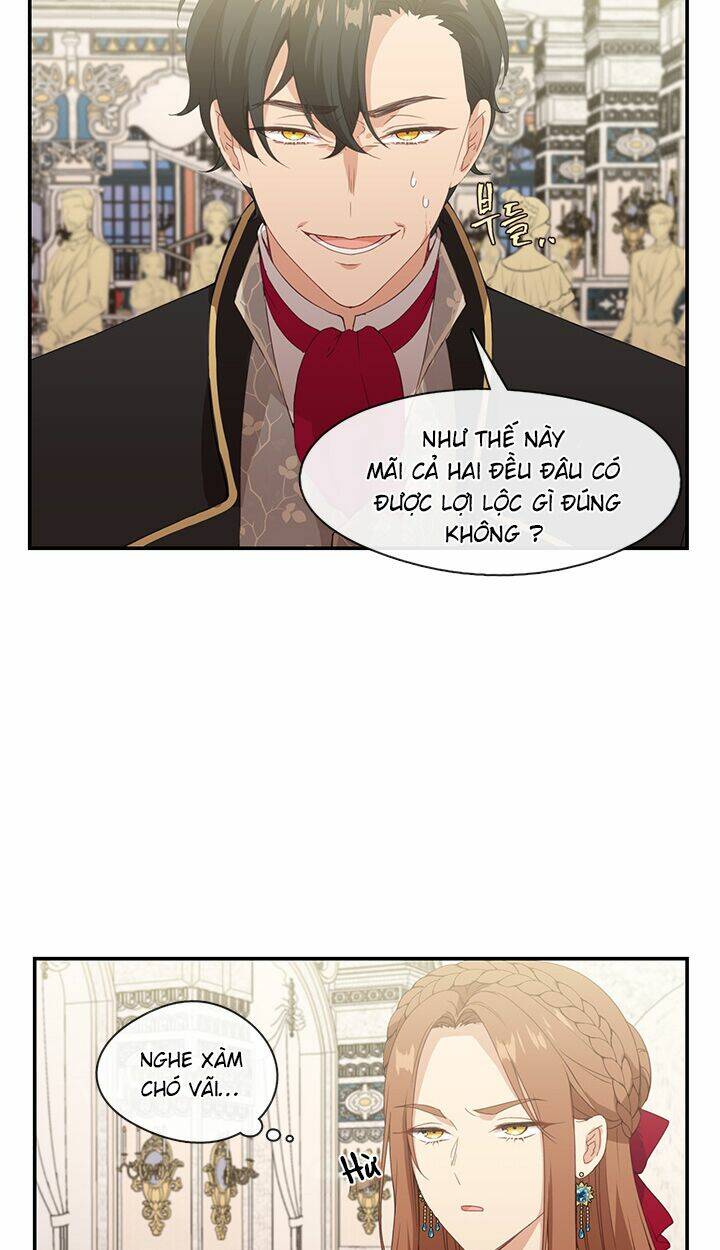 부들..
NHƯ THẾ NÀY
MÃI CẢ HAI ĐỀU ĐÂU CÓ
ĐƯỢC LỢI LỘC GÌ ĐÚNG
KHÔNG ?
NGHE XÀM
CHÓ VÃI...
HỪ